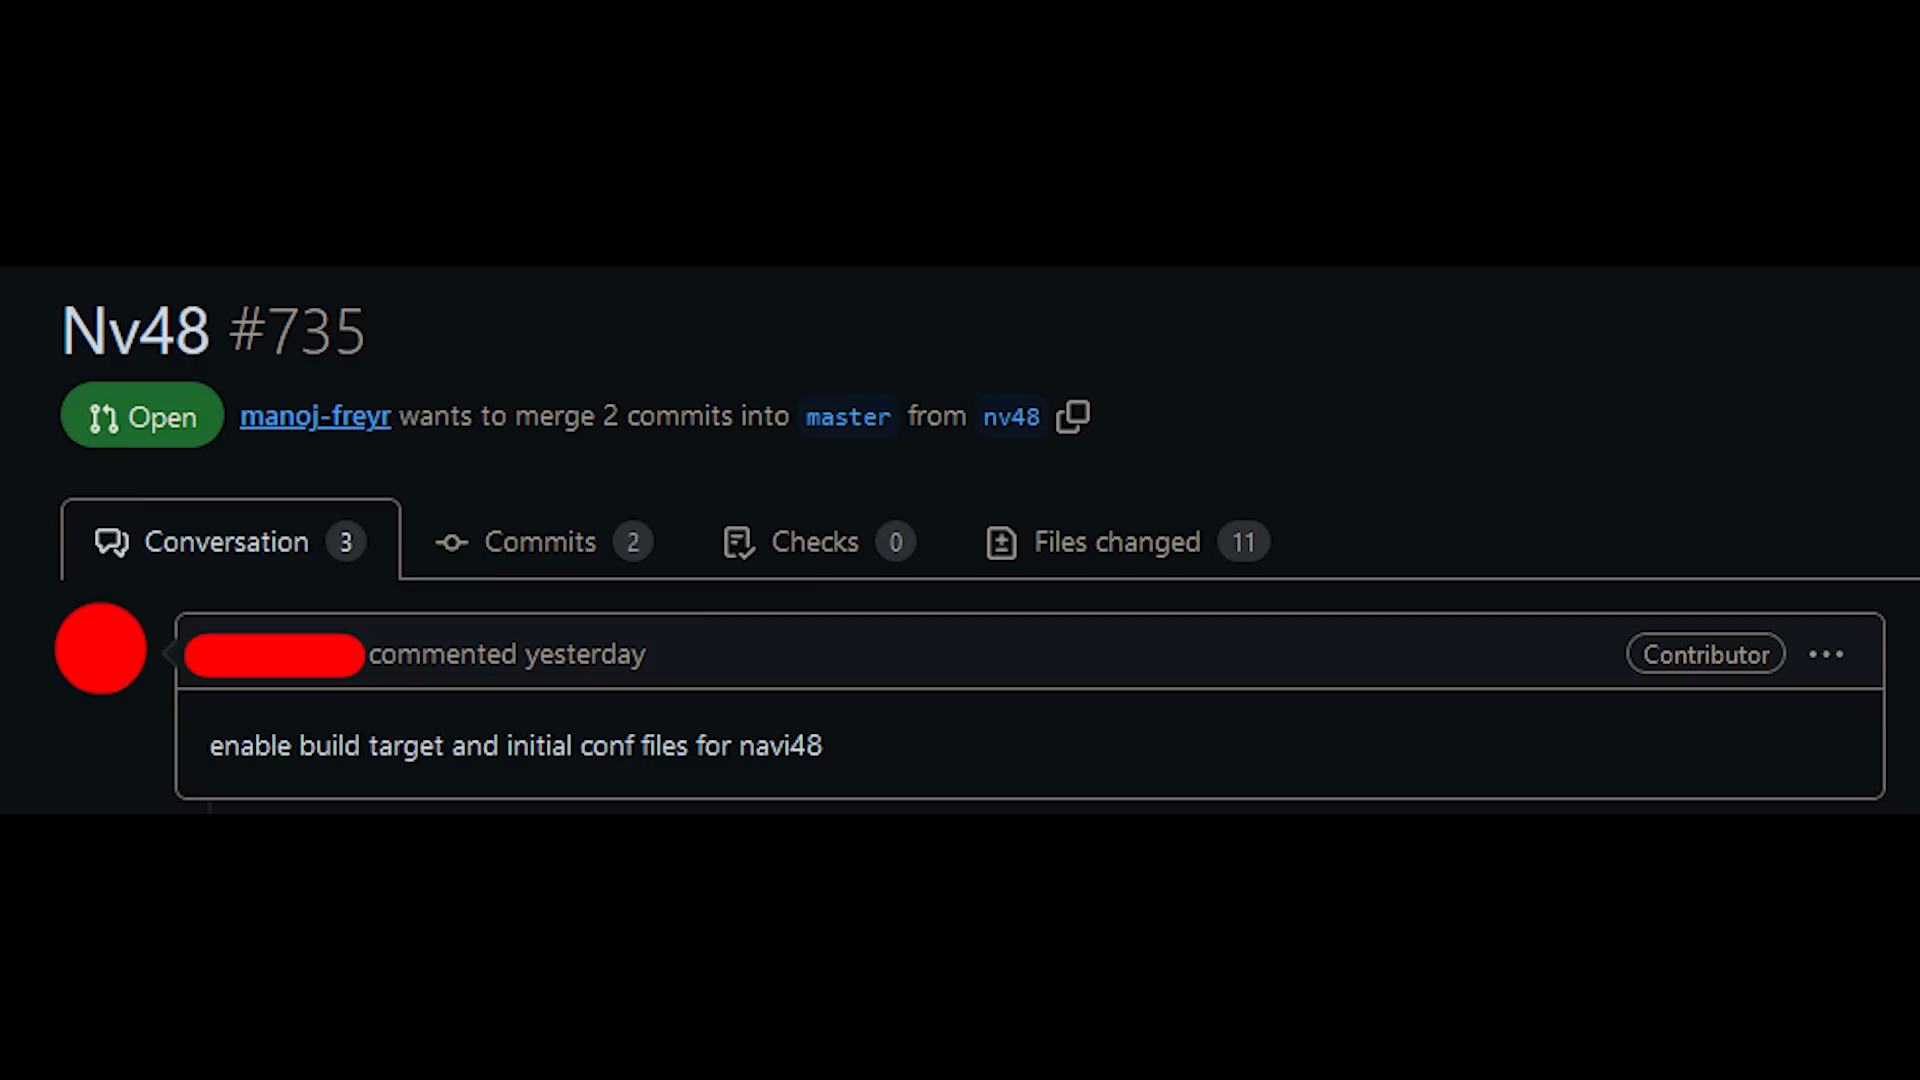 Nv48 #735
Open manoj-freyr wants to merge 2 commits into master from nv48
Conversation 3 Commits 2 Checks 0 Files changed 11
commented yesterday Contributor
enable build target and initial conf files for navi48